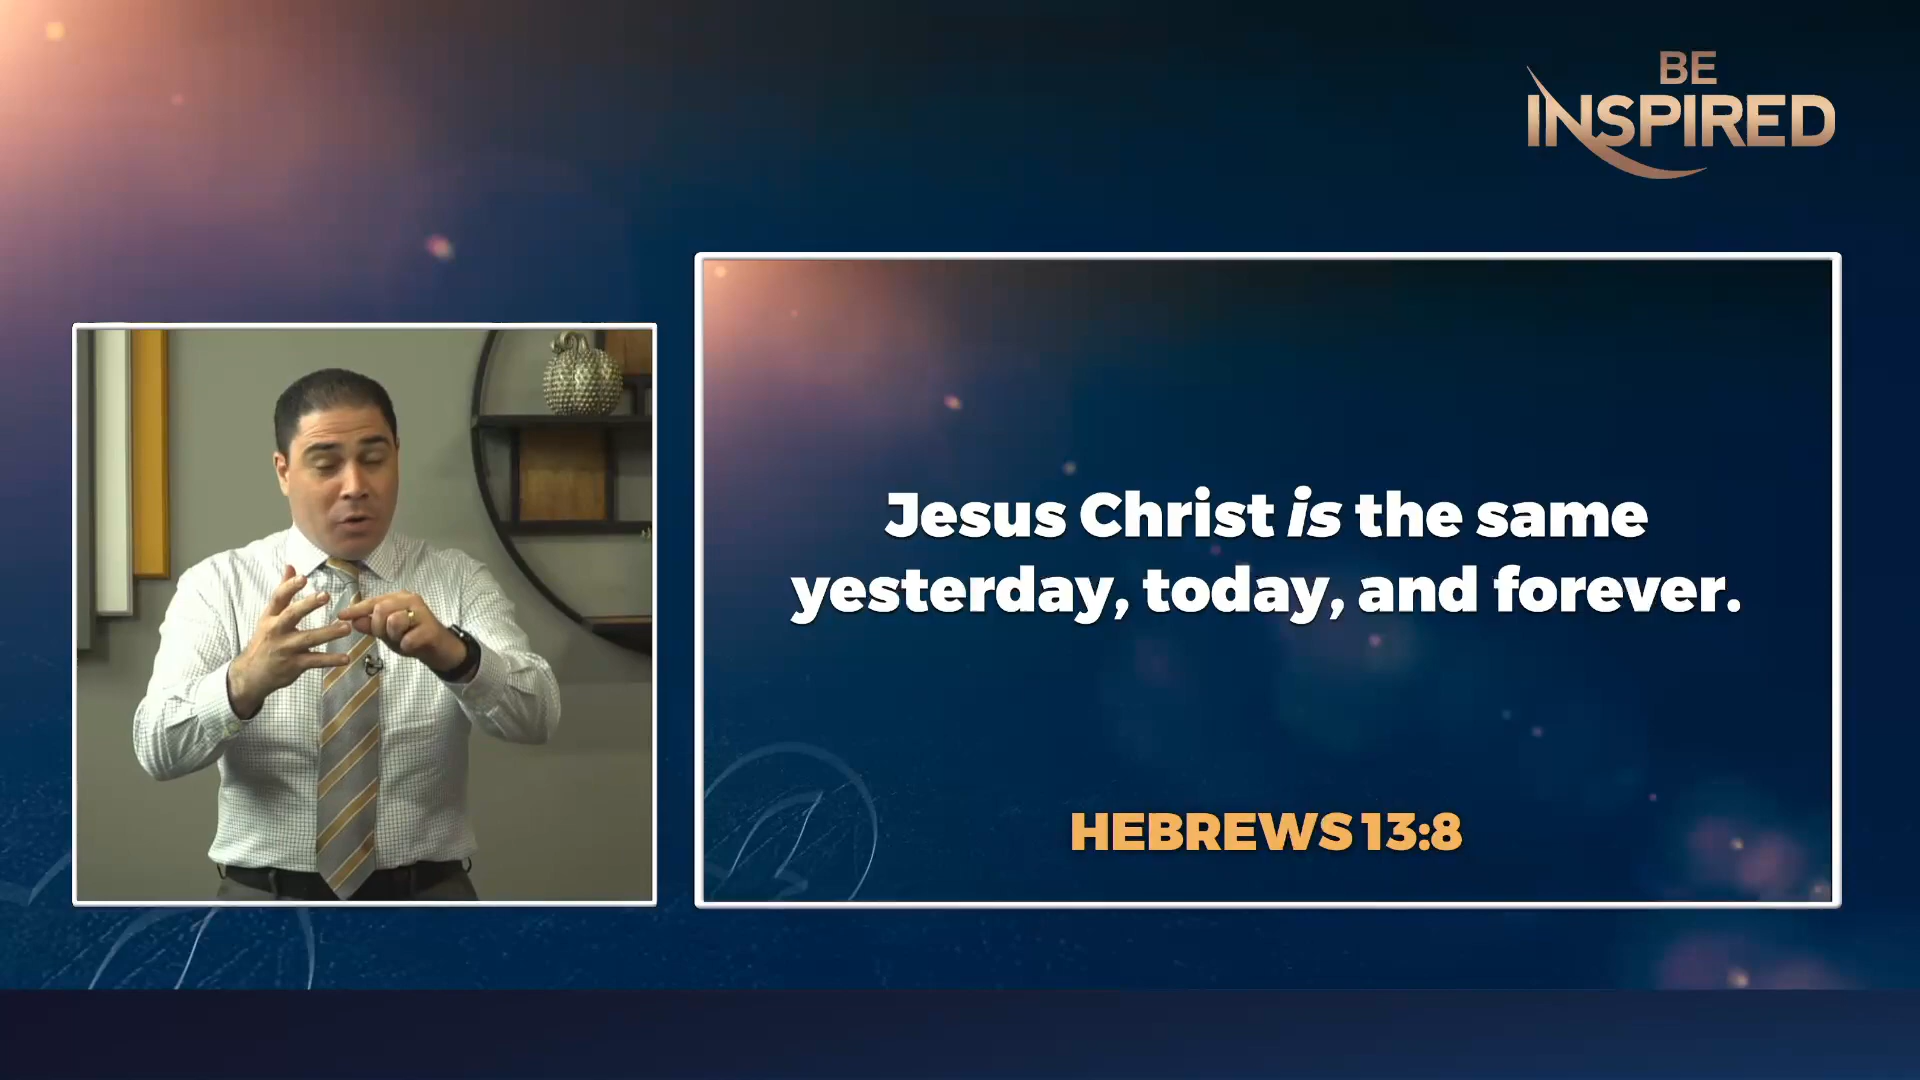 BE
INSPIRED
Jesus Christ is the same
yesterday, today, and forever.
HEBREWS 13:8